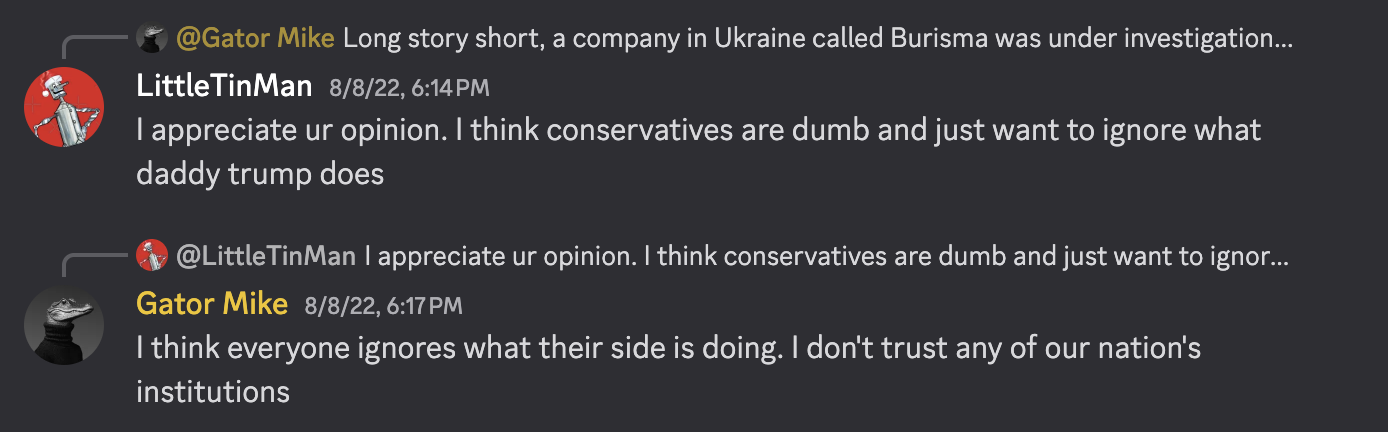 @Gator Mike Long story short, a company in Ukraine called Burisma was under investigation...
LittleTinMan 8/8/22, 6:14 PM
I appreciate ur opinion. I think conservatives are dumb and just want to ignore what
daddy trump does
@LittleTinMan I appreciate ur opinion. I think conservatives are dumb and just want to ignor...
Gator Mike 8/8/22, 6:17 PM
I think everyone ignores what their side is doing. I don't trust any of our nation's
institutions